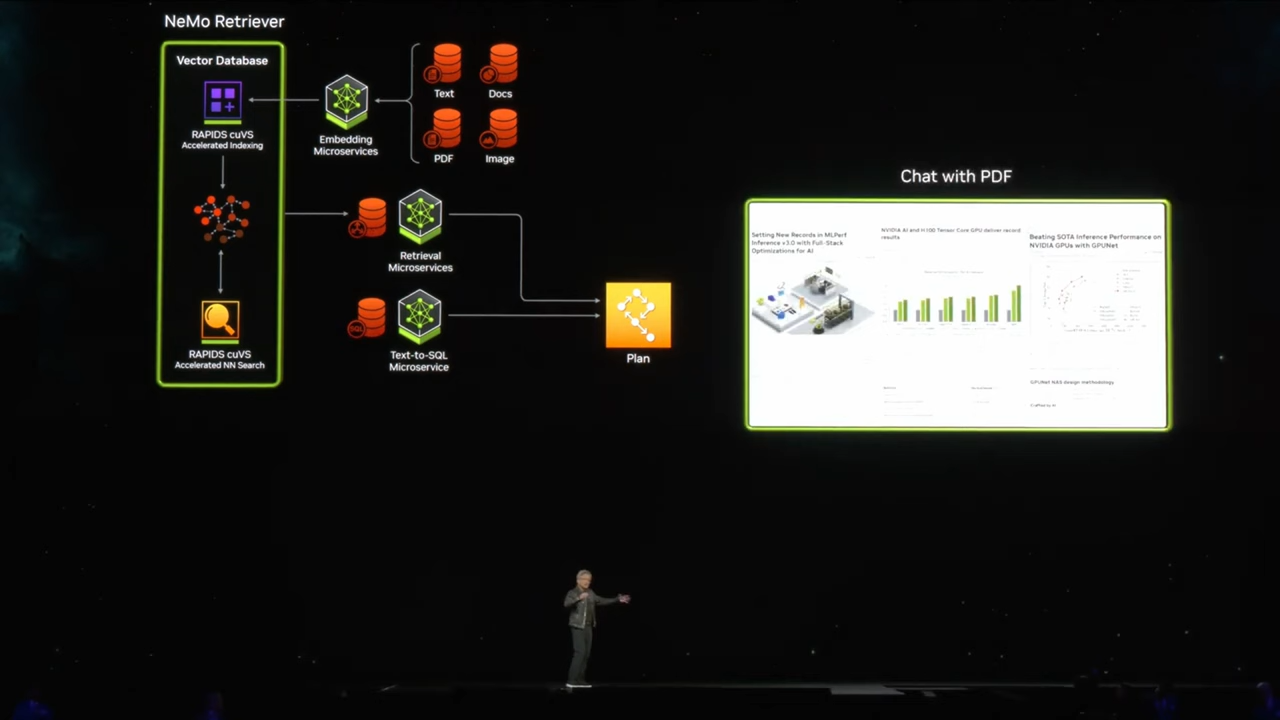 NeMo Retriever
Vector Database
RAPIDS cuVS
Accelerated Indexing
RAPIDS cuVS
Accelerated NN Search
Embedding
Microservices
Text
Docs
PDF
Image
Retrieval
Microservices
SQL
Text-to-SQL
Microservice
Plan
Chat with PDF
Setting New Records in MLPerf
Inference v3.0 with Full-Stack
Optimizations for AI
NVIDIA AI and H100 Tensor Core GPU deliver record
results
Beating SOTA Inference Performance on
NVIDIA GPUs with GPUNet
GPUNet NAS design methodology